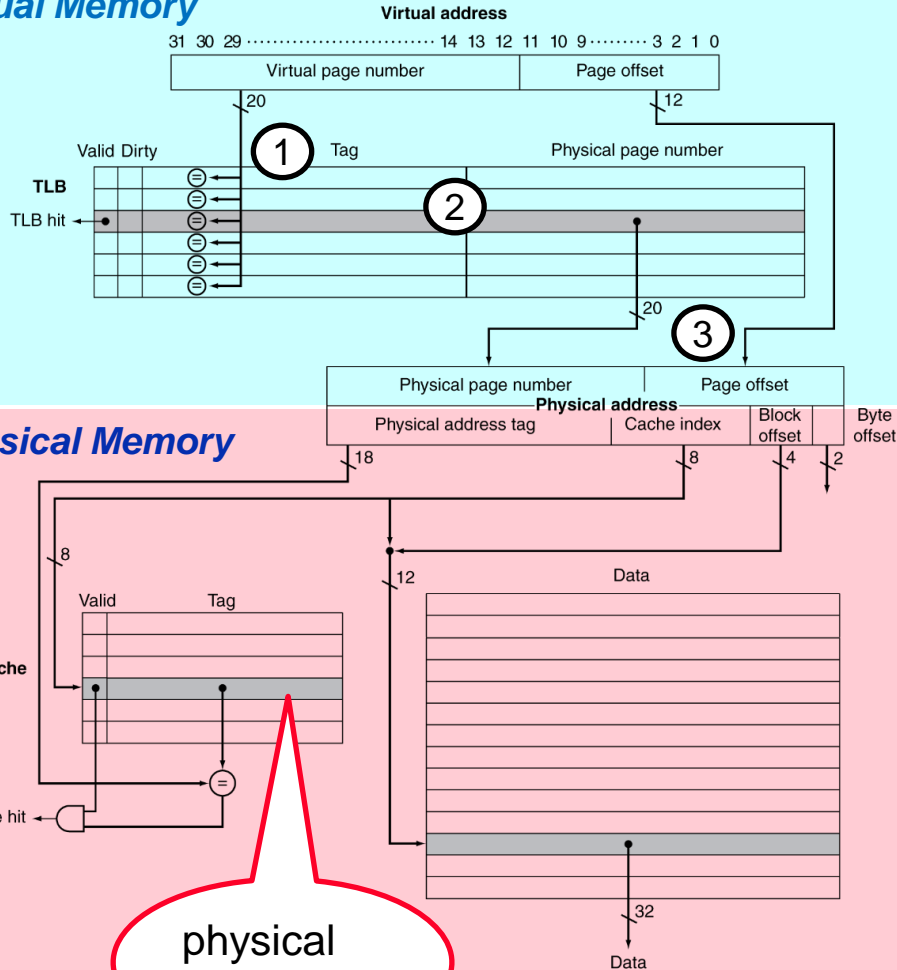 ual Memory
Virtual address
31 30 29 ............................ 14 13 12 11 10 9 ......... 3 2 1 0
Virtual page number Page offset
20 12
1
Valid Dirty Tag Physical page number
TLB
2
TLB hit
= 
=
=
=
=
=
20
3
Physical page number Page offset
Physical address
Physical address tag Cache index Block offset Byte offset
sical Memory
18 8 4 2
8
12
Data
Valid Tag
che
=
e hit
physical
32
Data